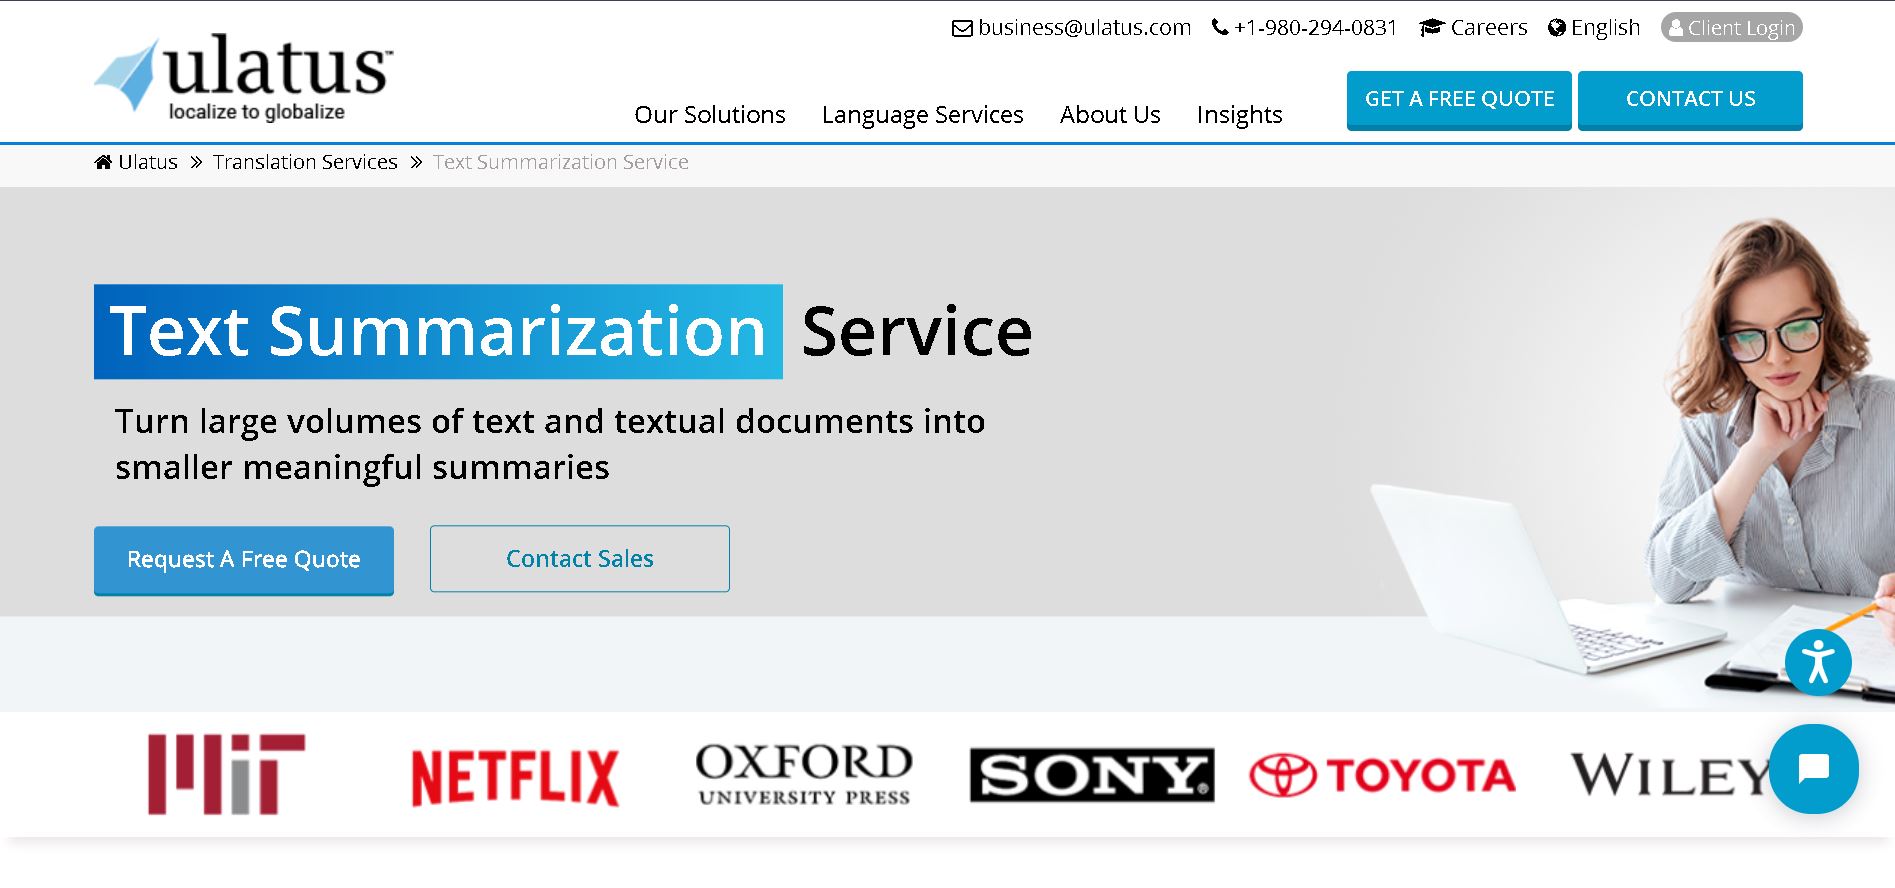 business@ulatus.com +1-980-294-0831 Careers English Client Login
ulatus™
localize to globalize
Our Solutions Language Services About Us Insights GET A FREE QUOTE CONTACT US
Ulatus » Translation Services » Text Summarization Service
Text Summarization Service
Turn large volumes of text and textual documents into
smaller meaningful summaries
Request A Free Quote Contact Sales
MIT NETFLIX OXFORD SONY® TOYOTA WILEY
UNIVERSITY PRESS